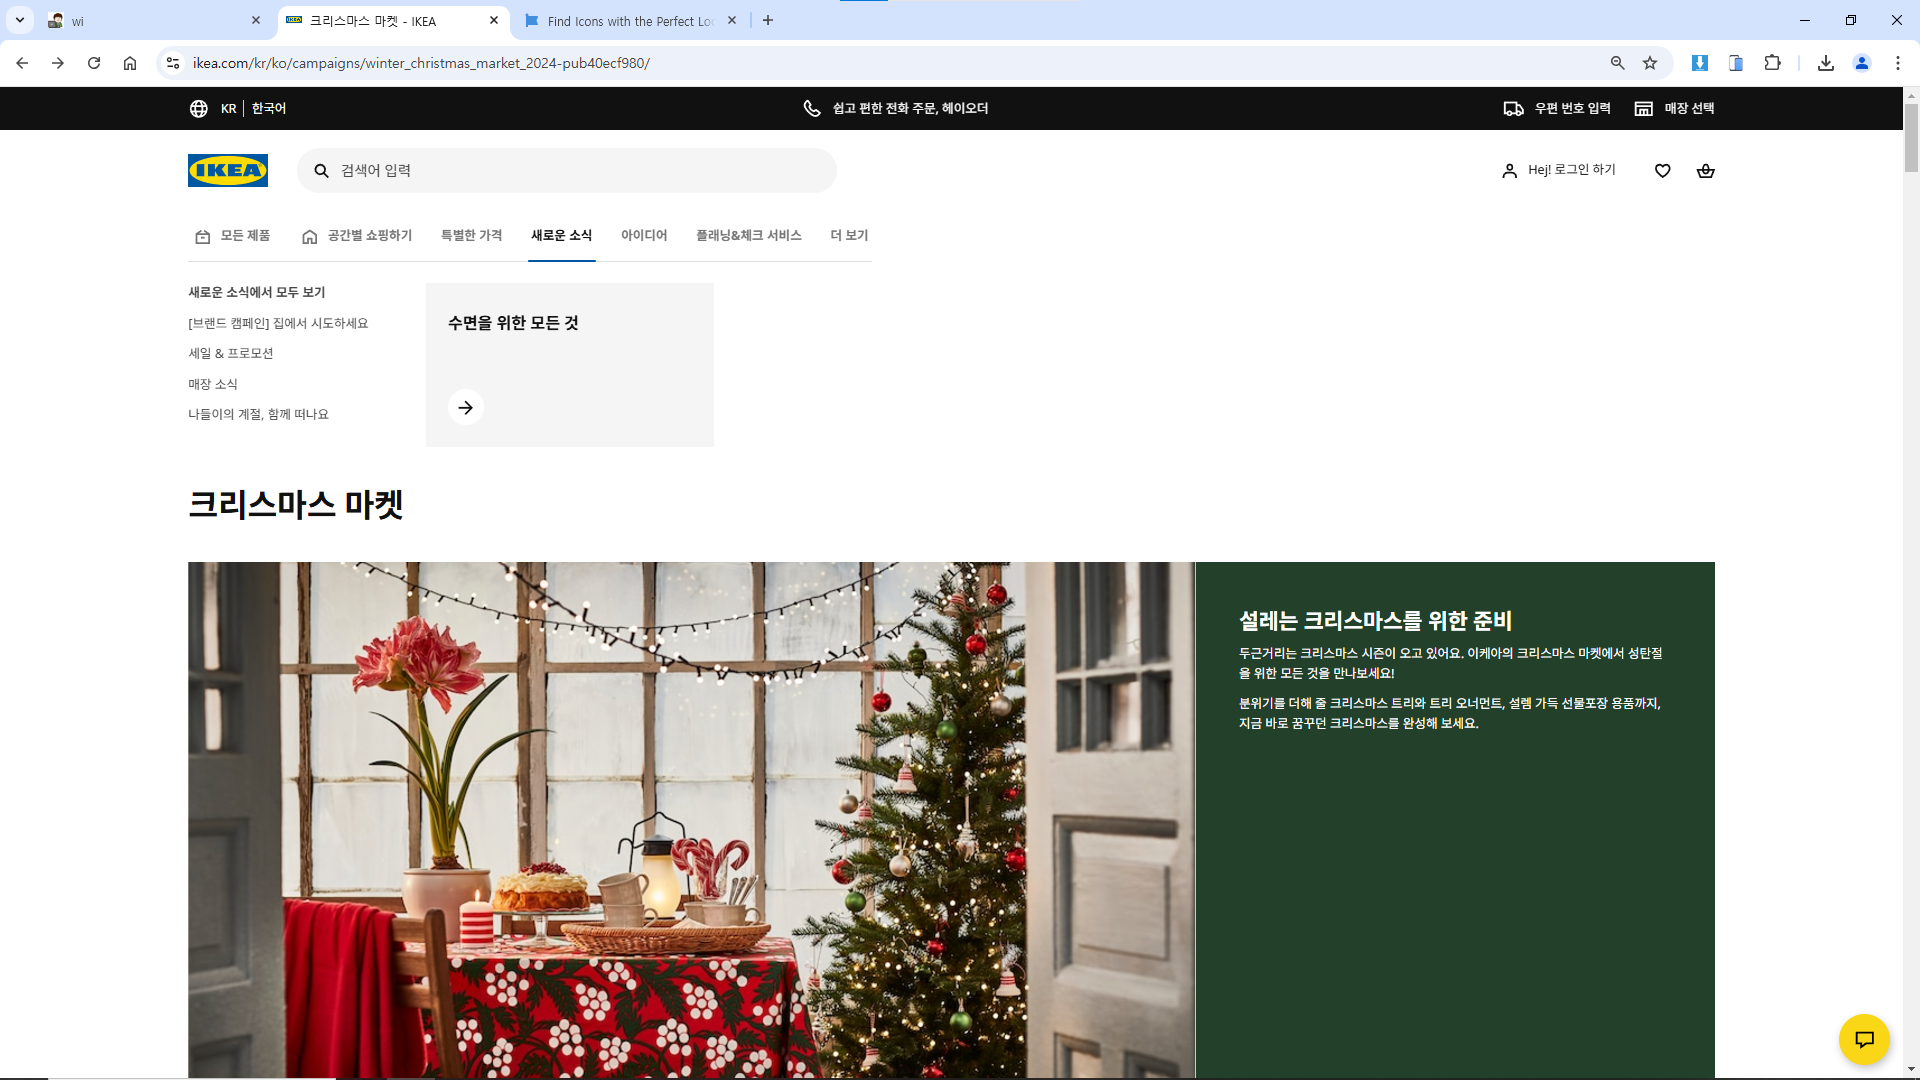 wi
크리스마스 마켓 - IKEA
Find Icons with the Perfect Lo
ikea.com/kr/ko/campaigns/winter_christmas_market_2024-pub40ecf980/
KR 한국어
쉽고 편한 전화 주문, 헤이오더
우편 번호 입력
매장 선택
IKEA
검색어 입력
Hej! 로그인 하기
모든 제품
공간별 쇼핑하기
특별한 가격
새로운 소식
아이디어
플래닝&체크 서비스
더 보기
새로운 소식에서 모두 보기
[브랜드 캠페인] 집에서 시도하세요
세일 & 프로모션
매장 소식
나들이의 계절, 함께 떠나요
수면을 위한 모든 것
크리스마스 마켓
설레는 크리스마스를 위한 준비
두근거리는 크리스마스 시즌이 오고 있어요. 이케아의 크리스마스 마켓에서 성탄절
을 위한 모든 것을 만나보세요!
분위기를 더해 줄 크리스마스 트리와 트리 오너먼트, 설렘 가득 선물포장 용품까지,
지금 바로 꿈꾸던 크리스마스를 완성해 보세요.